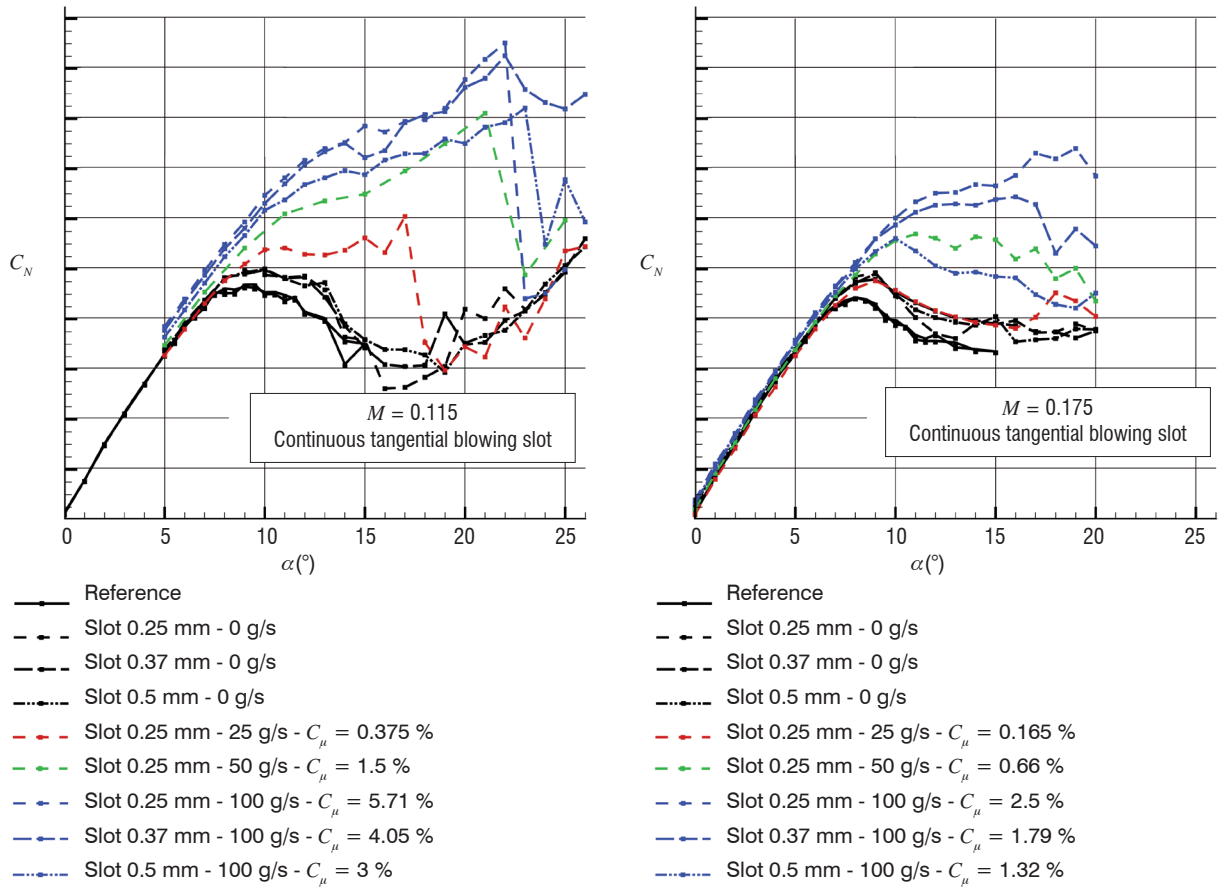 C_N
M = 0.115
Continuous tangential blowing slot
0 5 10 15 20 25
α(°)
Reference
Slot 0.25 mm - 0 g/s
Slot 0.37 mm - 0 g/s
Slot 0.5 mm - 0 g/s
Slot 0.25 mm - 25 g/s - C_μ = 0.375 %
Slot 0.25 mm - 50 g/s - C_μ = 1.5 %
Slot 0.25 mm - 100 g/s - C_μ = 5.71 %
Slot 0.37 mm - 100 g/s - C_μ = 4.05 %
Slot 0.5 mm - 100 g/s - C_μ = 3 %
C_N
M = 0.175
Continuous tangential blowing slot
0 5 10 15 20 25
α(°)
Reference
Slot 0.25 mm - 0 g/s
Slot 0.37 mm - 0 g/s
Slot 0.5 mm - 0 g/s
Slot 0.25 mm - 25 g/s - C_μ = 0.165 %
Slot 0.25 mm - 50 g/s - C_μ = 0.66 %
Slot 0.25 mm - 100 g/s - C_μ = 2.5 %
Slot 0.37 mm - 100 g/s - C_μ = 1.79 %
Slot 0.5 mm - 100 g/s - C_μ = 1.32 %